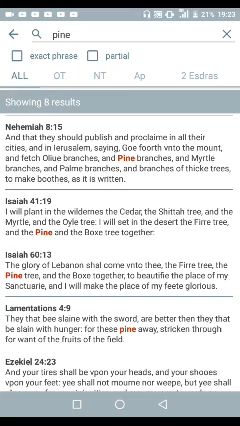 21% 19:23
pine
exact phrase partial
ALL OT NT Ap 2 Esdras
Showing 8 results
Nehemiah 8:15
And that they should publish and proclaime in all their
cities, and in Ierusalem, saying, Goe foorth vnto the mount,
and fetch Oliue branches, and Pine branches, and Myrtle
branches, and Palme branches, and branches of thicke trees,
to make boothes, as it is written.
Isaiah 41:19
I will plant in the wildernes the Cedar, the Shittah tree, and the
Myrtle, and the Oyle tree: I will set in the desert the Firre tree,
and the Pine and the Boxe tree together:
Isaiah 60:13
The glory of Lebanon shal come vnto thee, the Firre tree, the
Pine tree, and the Boxe together, to beautifie the place of my
Sanctuarie, and I will make the place of my feete glorious.
Lamentations 4:9
They that bee slaine with the sword, are better then they that
be slain with hunger: for these pine away, stricken through
for want of the fruits of the field.
Ezekiel 24:23
And your tires shall be vpon your heads, and your shooes
vpon your feet: yee shall not mourne nor weepe, but yee shall